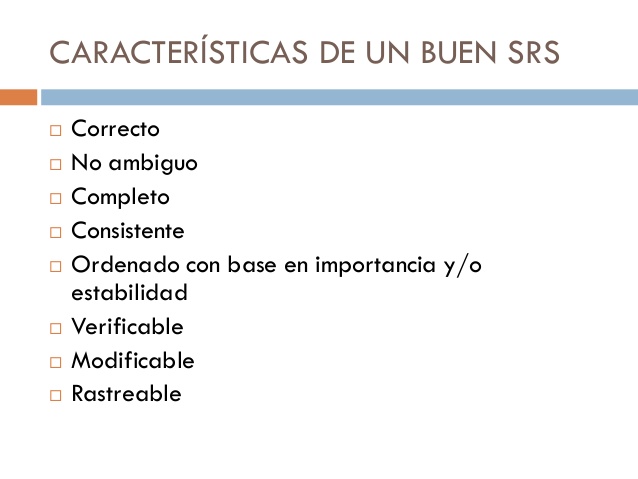 CARACTERÍSTICAS DE UN BUEN SRS
Correcto
No ambiguo
Completo
Consistente
Ordenado con base en importancia y/o
estabilidad
Verificable
Modificable
Rastreable